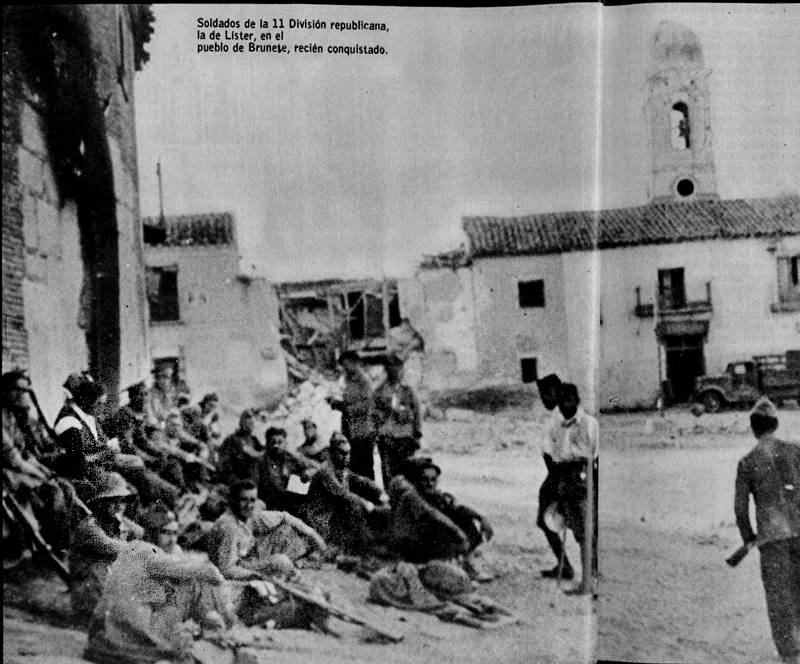 Soldados de la 11 División republicana,
la de Líster, en el
pueblo de Brunete, recién conquistado.